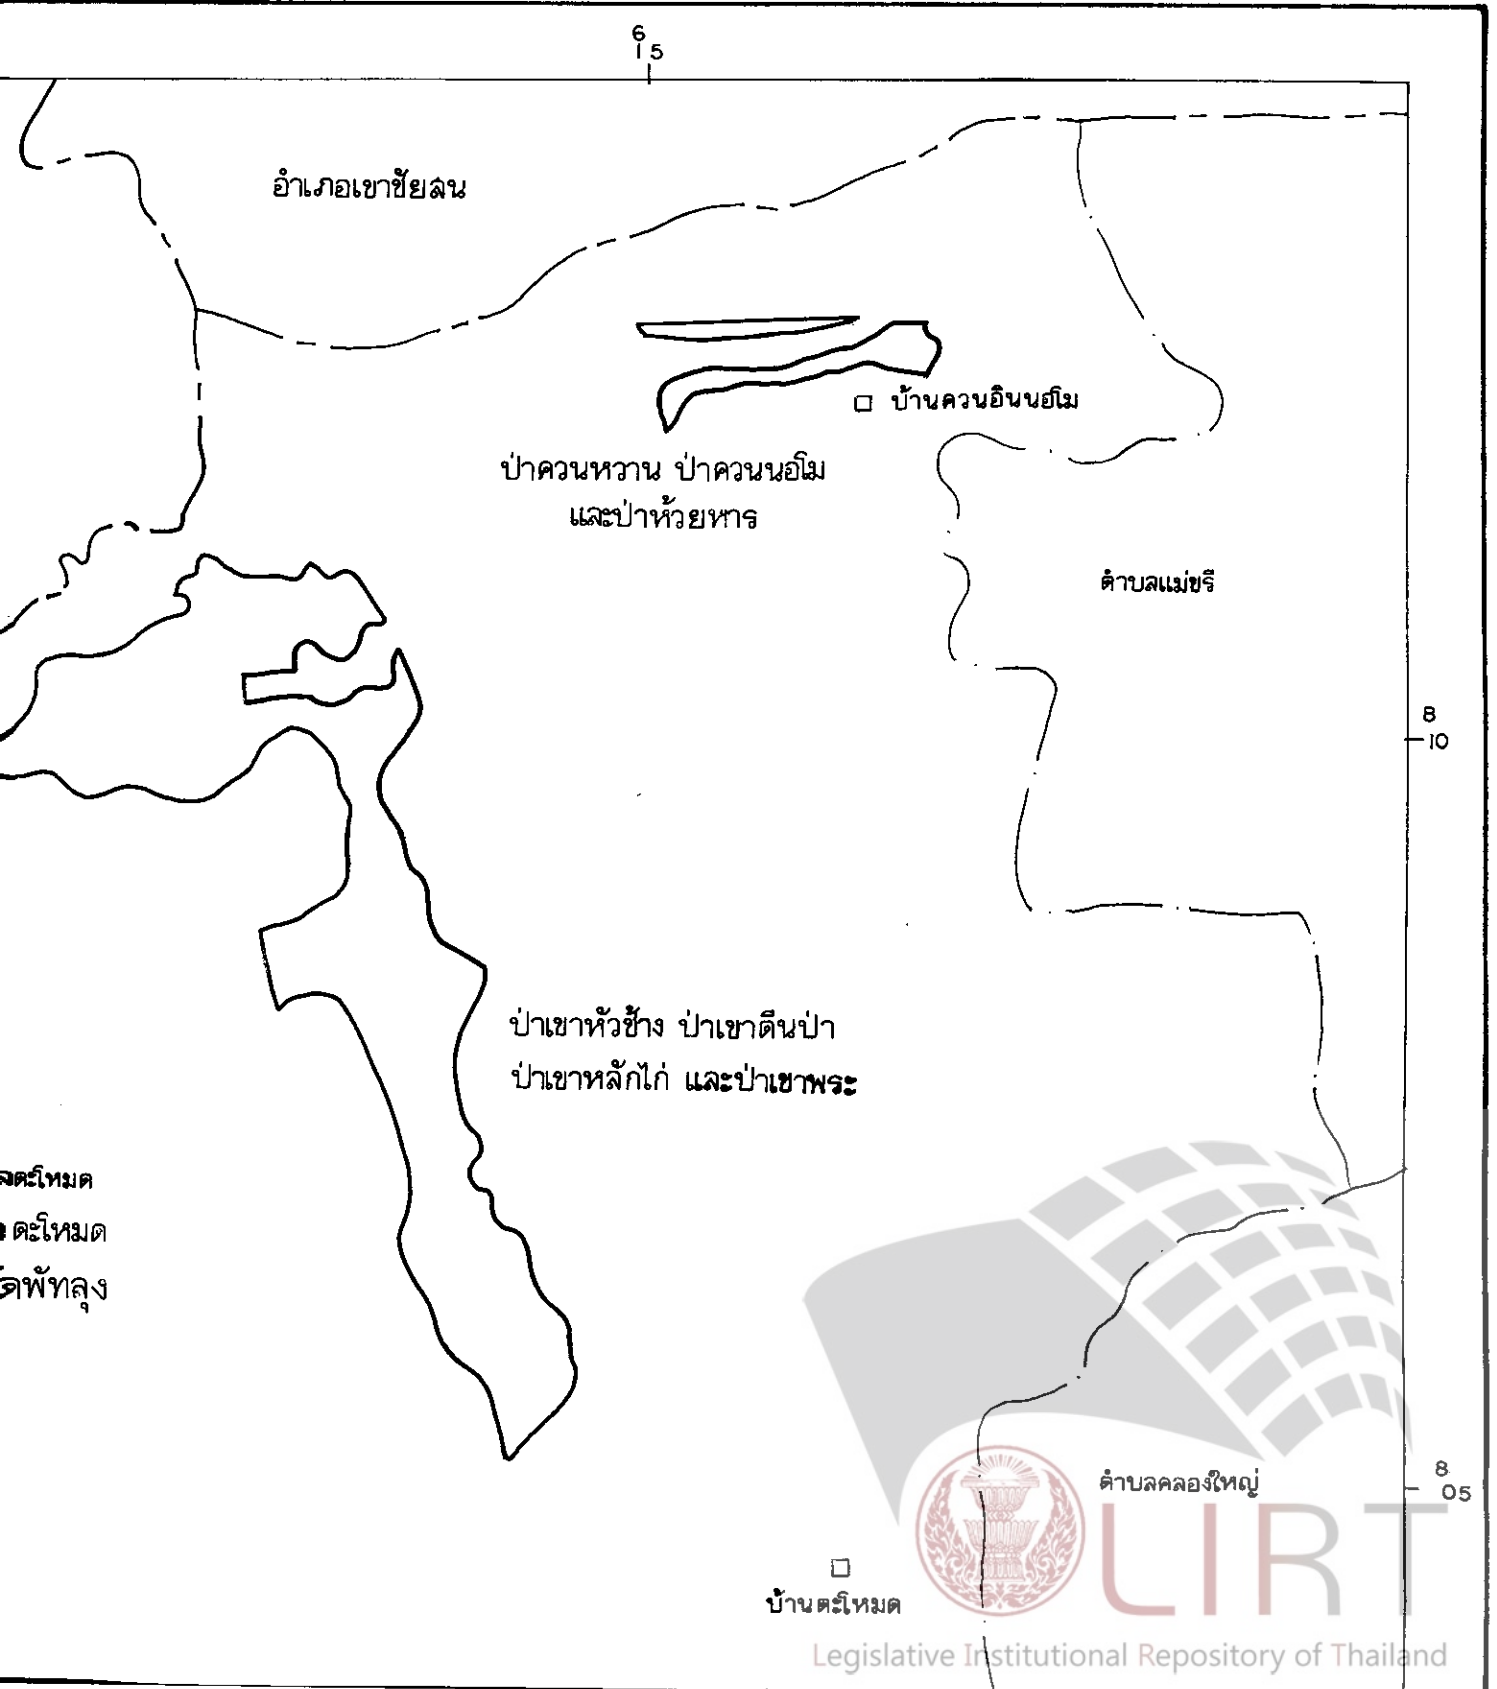 6
15
อำเภอเขาชัยสน
บ้านควนอินนอโม
ป่าควนหวาน ป่าควนนอโม
และป่าห้วยหาร
ตำบลแม่ขรี
8
10
ป่าเขาหัวช้าง ป่าเขาตีนป่า
ป่าเขาหลักไก่ และป่าเขาพระ
ตะโหมด
ตะโหมด
พัทลุง
ตำบลคลองใหญ่
8
05
LIRT
บ้านตะโหมด
Legislative Institutional Repository of Thailand